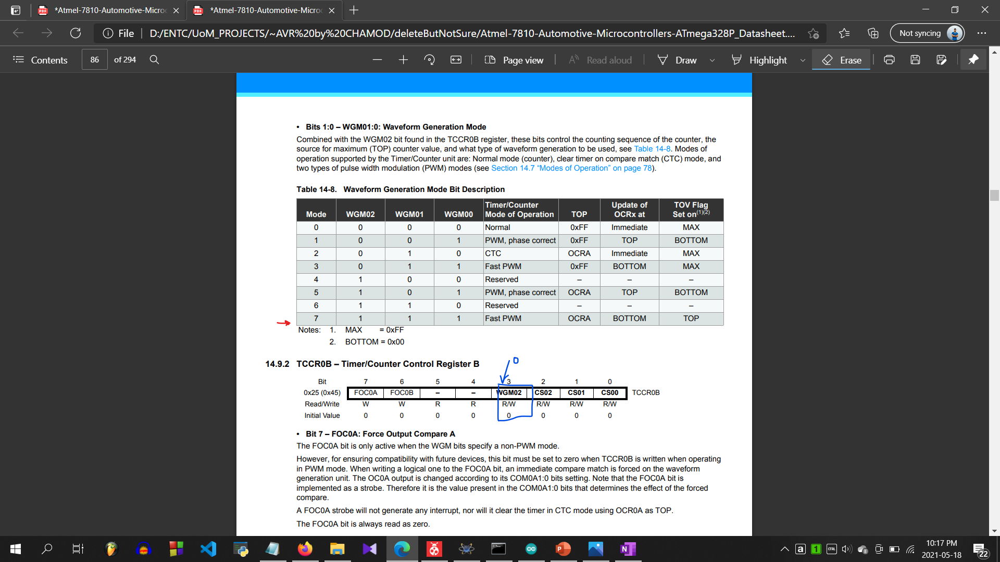 *Atmel-7810-Automotive-Micro
*Atmel-7810-Automotive-Micro
File
D:/ENTC/UoM_PROJECTS/~AVR%20by%20CHAMOD/deleteButNotSure/Atmel-7810-Automotive-Microcontrollers-ATmega328P_Datasheet....
Not syncing
Contents 86 of 294 Page view Read aloud Draw Highlight Erase
• Bits 1:0 – WGM01:0: Waveform Generation Mode
Combined with the WGM02 bit found in the TCCR0B register, these bits control the counting sequence of the counter, the
source for maximum (TOP) counter value, and what type of waveform generation to be used, see Table 14-8. Modes of
operation supported by the Timer/Counter unit are: Normal mode (counter), clear timer on compare match (CTC) mode, and
two types of pulse width modulation (PWM) modes (see Section 14.7 “Modes of Operation” on page 78).
Table 14-8. Waveform Generation Mode Bit Description
Mode WGM02 WGM01 WGM00 Timer/Counter Mode of Operation TOP Update of OCRx at TOV Flag Set on(1)(2)
0 0 0 0 Normal 0xFF Immediate MAX
1 0 0 1 PWM, phase correct 0xFF TOP BOTTOM
2 0 1 0 CTC OCRA Immediate MAX
3 0 1 1 Fast PWM 0xFF BOTTOM MAX
4 1 0 0 Reserved – – –
5 1 0 1 PWM, phase correct OCRA TOP BOTTOM
6 1 1 0 Reserved – – –
7 1 1 1 Fast PWM OCRA BOTTOM TOP
Notes: 1. MAX = 0xFF
2. BOTTOM = 0x00
0
14.9.2 TCCR0B – Timer/Counter Control Register B
Bit 7 6 5 4 3 2 1 0
0x25 (0x45) FOC0A FOC0B – – WGM02 CS02 CS01 CS00 TCCR0B
Read/Write W W R R R/W R/W R/W R/W
Initial Value 0 0 0 0 0 0 0 0
• Bit 7 – FOC0A: Force Output Compare A
The FOC0A bit is only active when the WGM bits specify a non-PWM mode.
However, for ensuring compatibility with future devices, this bit must be set to zero when TCCR0B is written when operating
in PWM mode. When writing a logical one to the FOC0A bit, an immediate compare match is forced on the waveform
generation unit. The OC0A output is changed according to its COM0A1:0 bits setting. Note that the FOC0A bit is
implemented as a strobe. Therefore it is the value present in the COM0A1:0 bits that determines the effect of the forced
compare.
A FOC0A strobe will not generate any interrupt, nor will it clear the timer in CTC mode using OCR0A as TOP.
The FOC0A bit is always read as zero.
10:17 PM
2021-05-18
22